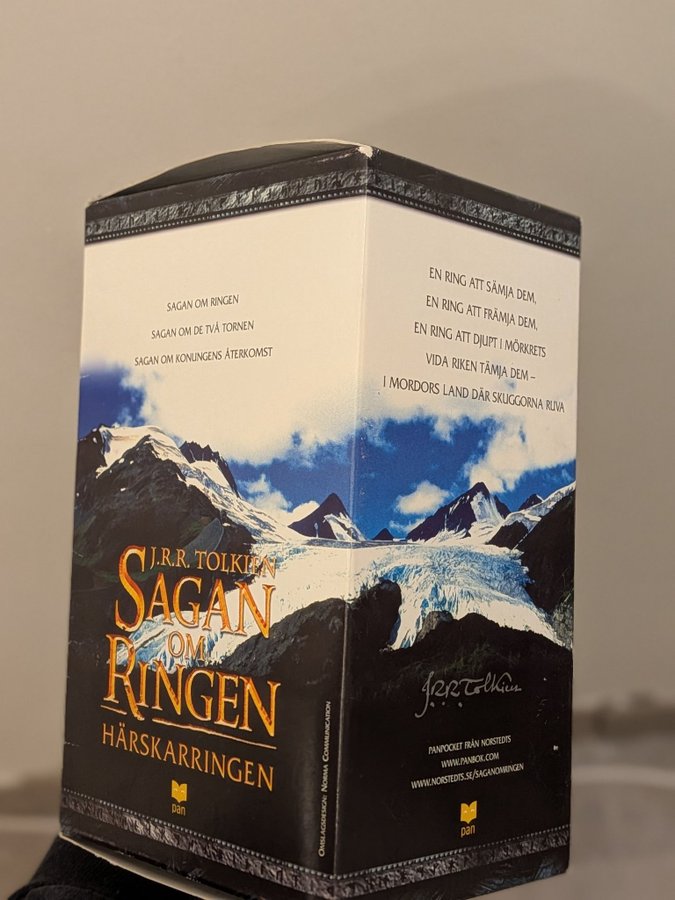 SAGAN OM RINGEN
SAGAN OM DE TVÅ TORNEN
SAGAN OM KONUNGENS ÅTERKOMST
J.R.R. TOLKIEN
SAGAN
OM
RINGEN
HÄRSKARRINGEN
pan
OMSLAGSDESIGN: NORMA COMMUNICATION
EN RING ATT SÄMJA DEM,
EN RING ATT FRÄMJA DEM,
EN RING ATT DJUPT I MÖRKRETS
VIDA RIKEN TÄMJA DEM –
I MORDORS LAND DÄR SKUGGORNA RUVA
JRRTolkien
PANPOCKET FRÅN NORSTEDTS
WWW.PANBOK.COM
WWW.NORSTEDTS.SE/SAGANOMRINGEN
pan